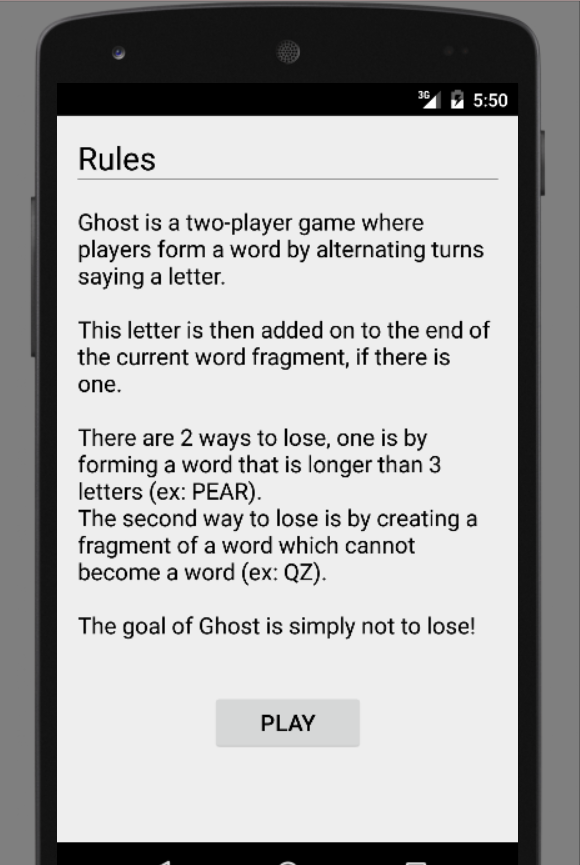 3G 5:50
Rules
Ghost is a two-player game where
players form a word by alternating turns
saying a letter.
This letter is then added on to the end of
the current word fragment, if there is
one.
There are 2 ways to lose, one is by
forming a word that is longer than 3
letters (ex: PEAR).
The second way to lose is by creating a
fragment of a word which cannot
become a word (ex: QZ).
The goal of Ghost is simply not to lose!
PLAY